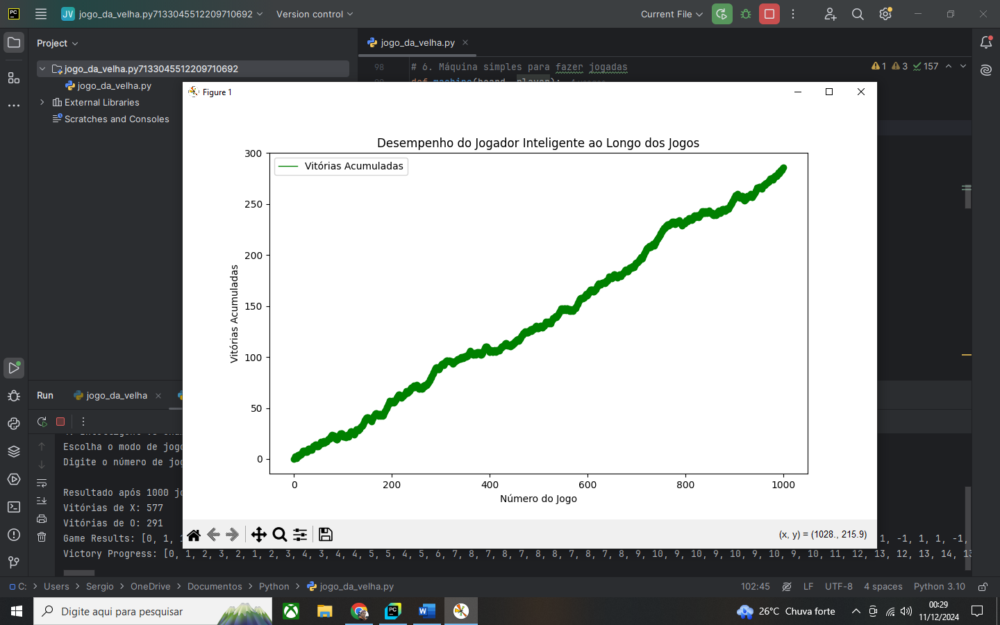 PC
JV jogo_da_velha.py7133045512209710692
Version control
Current File
Project
jogo_da_velha.py
jogo_da_velha.py7133045512209710692
jogo_da_velha.py
External Libraries
Scratches and Consoles
98
# 6. Máquina simples para fazer jogadas
1 3 157
Figure 1
Desempenho do Jogador Inteligente ao Longo dos Jogos
Vitórias Acumuladas
Vitórias Acumuladas
300
250
200
150
100
50
0
0 200 400 600 800 1000
Número do Jogo
(x, y) = (1028., 215.9)
Run
jogo_da_velha
Escolha o modo de jogo
Digite o número de jog
Resultado após 1000 jo
Vitórias de X: 577
Vitórias de O: 291
Game Results: [0, 1, 1, -1, 1, 1, -1,
Victory Progress: [0, 1, 2, 3, 2, 1, 2, 3, 4, 3, 4, 4, 5, 5, 4, 5, 6, 7, 8, 7, 8, 7, 8, 8, 7, 8, 7, 8, 9, 10, 9, 10, 9, 10, 9, 10, 9, 10, 11, 12, 13, 12, 13, 14, 13
C: > Users > Sergio > OneDrive > Documentos > Python > jogo_da_velha.py
102:45 LF UTF-8 4 spaces Python 3.10
Digite aqui para pesquisar
26°C Chuva forte
00:29
11/12/2024